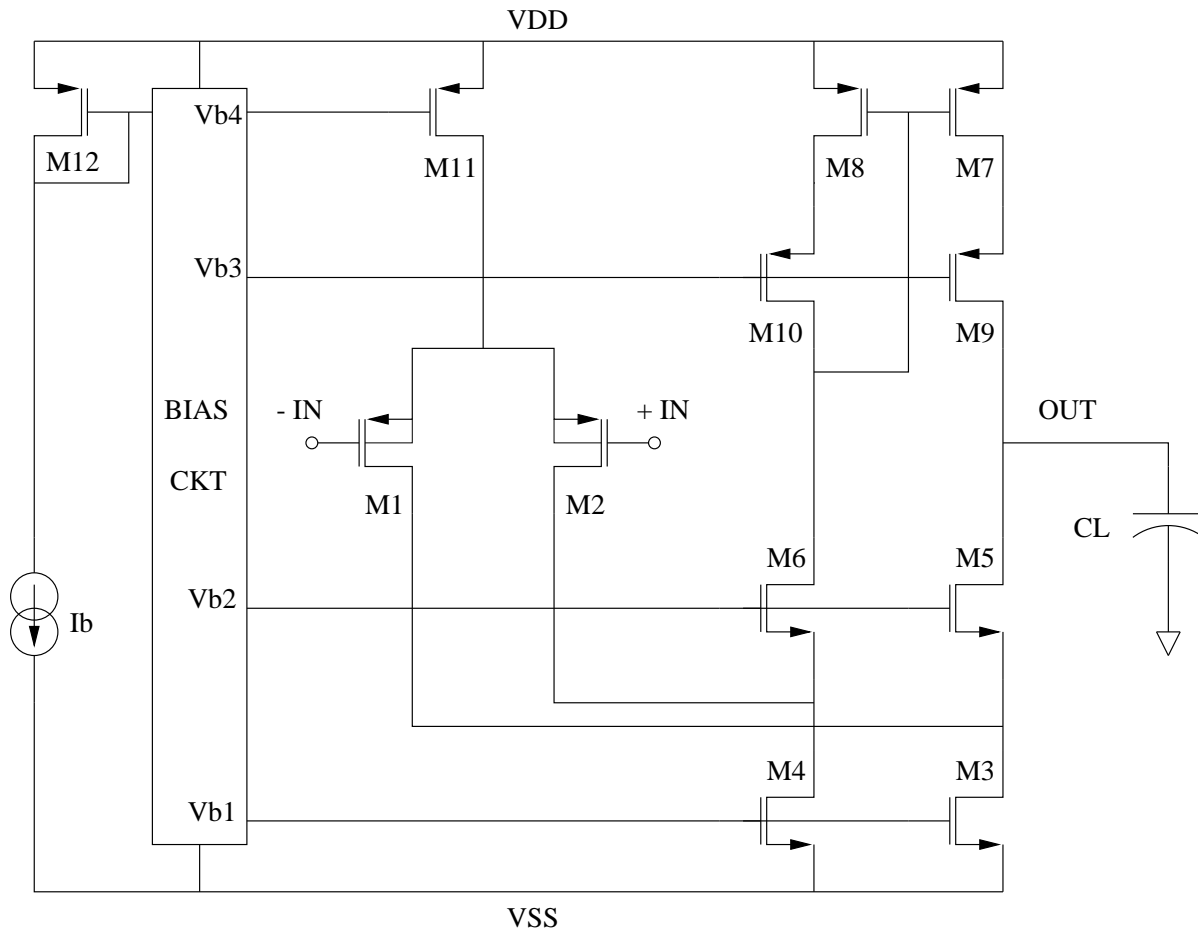 VDD
Vb4
M12
M11
M8
M7
Vb3
M10
M9
BIAS
- IN
+ IN
OUT
CKT
M1
M2
CL
M6
M5
Vb2
Ib
M4
M3
Vb1
VSS